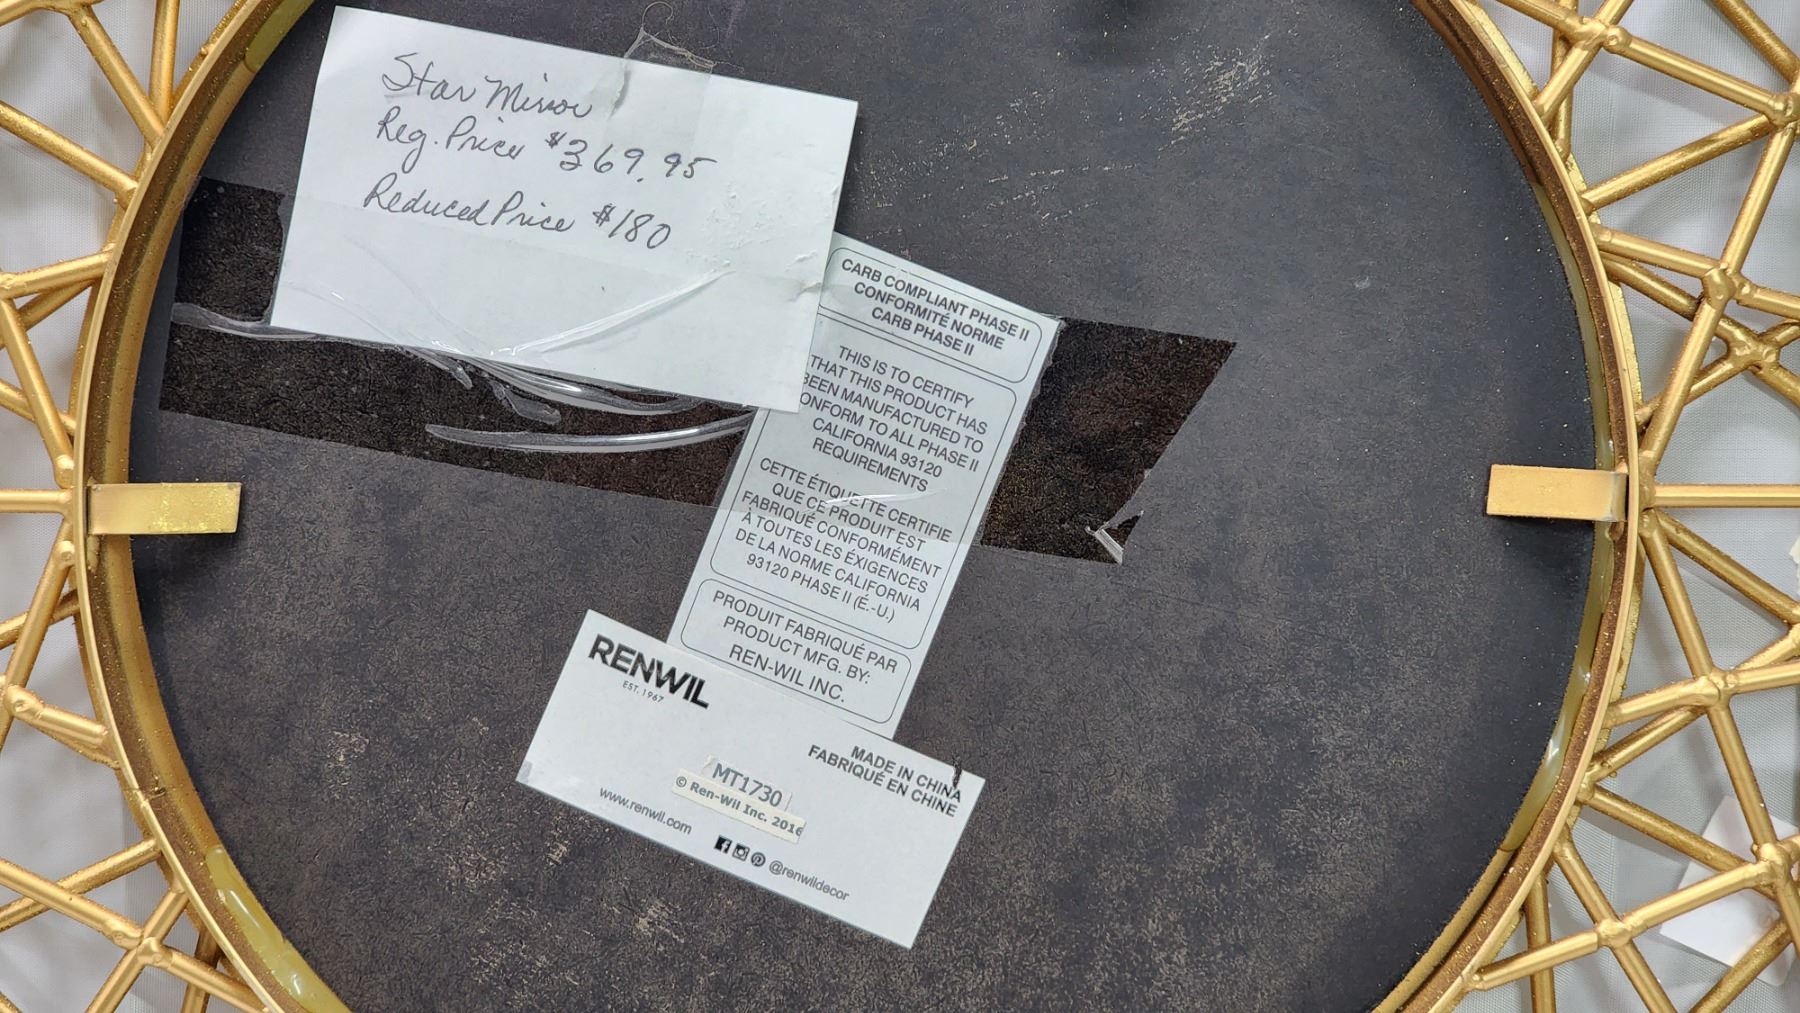 Star Mirror
Reg. Price $369.95
Reduced Price $180
CARB COMPLIANT PHASE II
CONFORMITÉ NORME
CARB PHASE II
THIS IS TO CERTIFY
THAT THIS PRODUCT HAS
BEEN MANUFACTURED TO
CONFORM TO ALL PHASE II
CALIFORNIA 93120
REQUIREMENTS
CETTE ÉTIQUETTE CERTIFIE
QUE CE PRODUIT EST
FABRIQUÉ CONFORMÉMENT
À TOUTES LES ÉXIGENCES
DE LA NORME CALIFORNIA
93120 PHASE II (É.-U.)
PRODUIT FABRIQUÉ PAR
PRODUCT MFG. BY:
REN-WIL INC.
RENWIL
EST. 1967
MADE IN CHINA
FABRIQUÉ EN CHINE
MT1730
© Ren-Wil Inc. 2016
www.renwil.com
@renwildecor